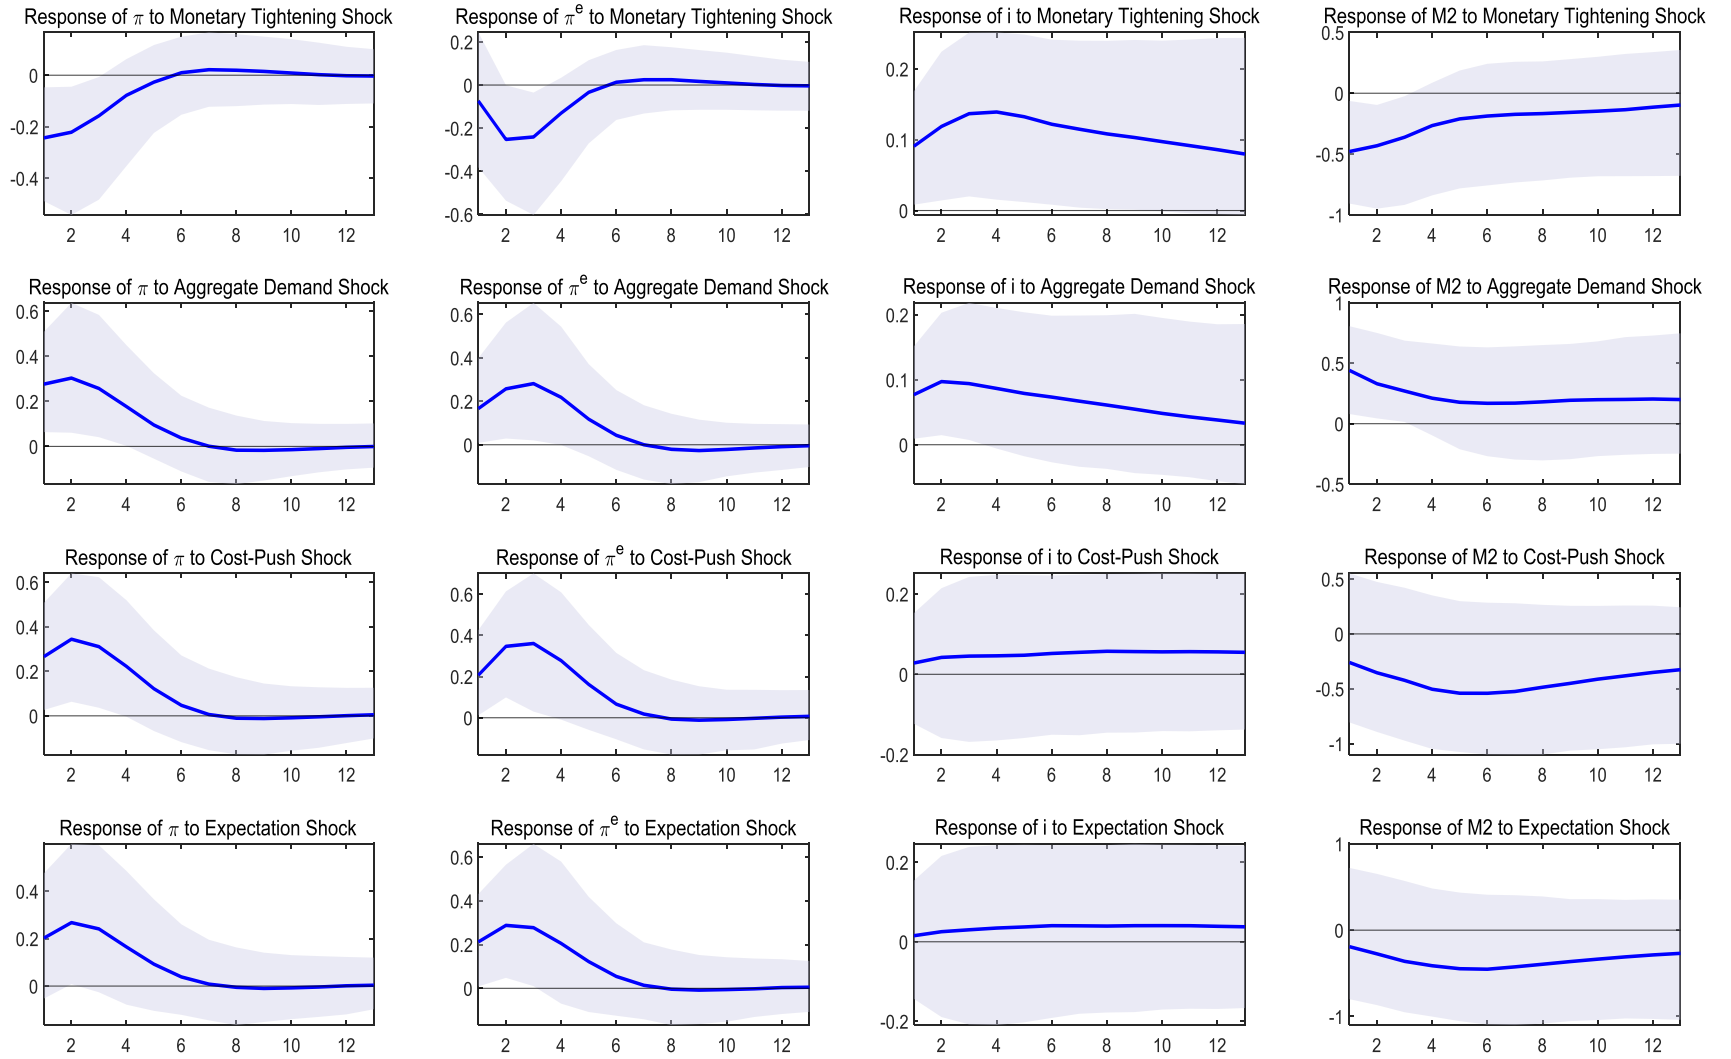 Response of π to Monetary Tightening Shock
0
-0.2
-0.4
2 4 6 8 10 12
Response of πe to Monetary Tightening Shock
0.2
0
-0.2
-0.4
-0.6
2 4 6 8 10 12
Response of i to Monetary Tightening Shock
0.2
0.1
0
2 4 6 8 10 12
Response of M2 to Monetary Tightening Shock
0.5
0
-0.5
-1
2 4 6 8 10 12
Response of π to Aggregate Demand Shock
0.6
0.4
0.2
0
2 4 6 8 10 12
Response of πe to Aggregate Demand Shock
0.6
0.4
0.2
0
2 4 6 8 10 12
Response of i to Aggregate Demand Shock
0.2
0.1
0
2 4 6 8 10 12
Response of M2 to Aggregate Demand Shock
1
0.5
0
-0.5
2 4 6 8 10 12
Response of π to Cost-Push Shock
0.6
0.4
0.2
0
2 4 6 8 10 12
Response of πe to Cost-Push Shock
0.6
0.4
0.2
0
2 4 6 8 10 12
Response of i to Cost-Push Shock
0.2
0
-0.2
2 4 6 8 10 12
Response of M2 to Cost-Push Shock
0.5
0
-0.5
-1
2 4 6 8 10 12
Response of π to Expectation Shock
0.4
0.2
0
2 4 6 8 10 12
Response of πe to Expectation Shock
0.6
0.4
0.2
0
2 4 6 8 10 12
Response of i to Expectation Shock
0.2
0
-0.2
2 4 6 8 10 12
Response of M2 to Expectation Shock
1
0
-1
2 4 6 8 10 12